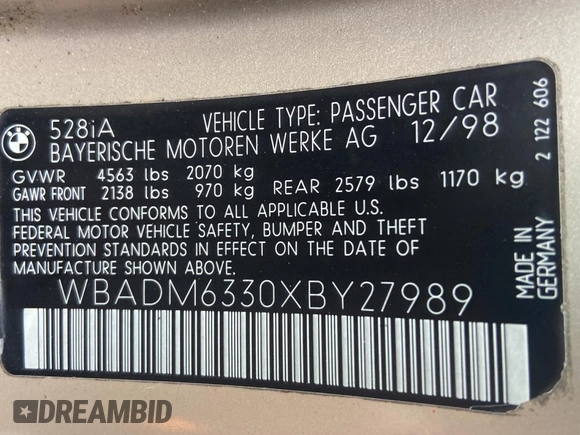 BMW
528iA VEHICLE TYPE: PASSENGER CAR
BAYERISCHE MOTOREN WERKE AG 12/98
GVWR 4563 lbs 2070 kg
GAWR FRONT 2138 lbs 970 kg REAR 2579 lbs 1170 kg
THIS VEHICLE CONFORMS TO ALL APPLICABLE U.S.
FEDERAL MOTOR VEHICLE SAFETY, BUMPER AND THEFT
PREVENTION STANDARDS IN EFFECT ON THE DATE OF
MANUFACTURE SHOWN ABOVE.
WBADM6330XBY27989
2 122 606
MADE IN
GERMANY
DREAMBID